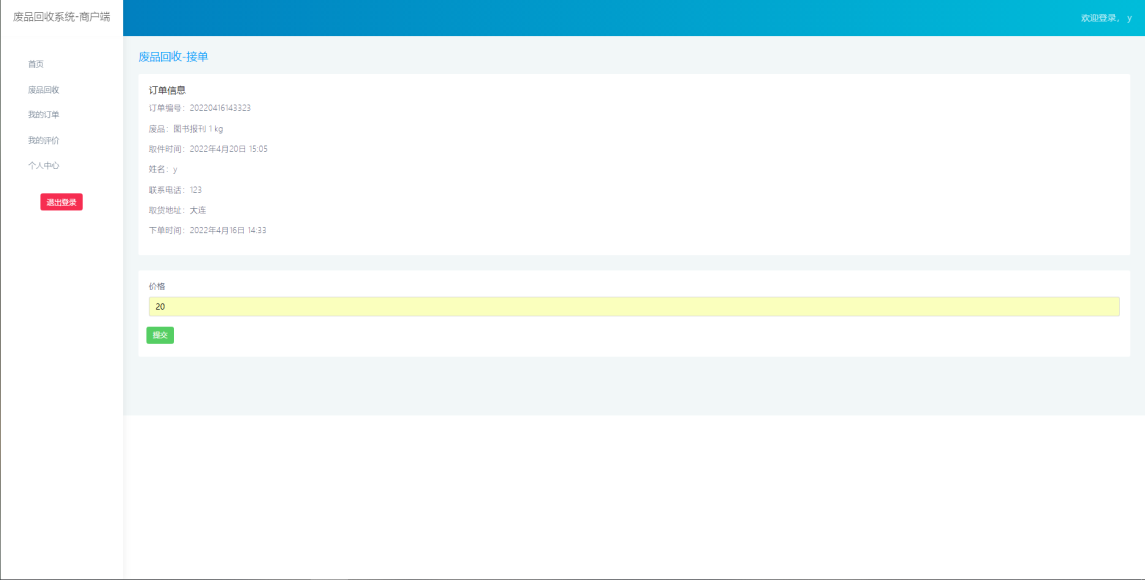 废品回收系统-商户端
欢迎登录， y
首页
废品回收
我的订单
我的评价
个人中心
退出登录
废品回收-接单
订单信息
订单编号：20220416143323
废品：图书报刊 1 kg
取件时间：2022年4月20日 15:05
姓名：y
联系电话：123
取货地址：大连
下单时间：2022年4月16日 14:33
价格
20
提交